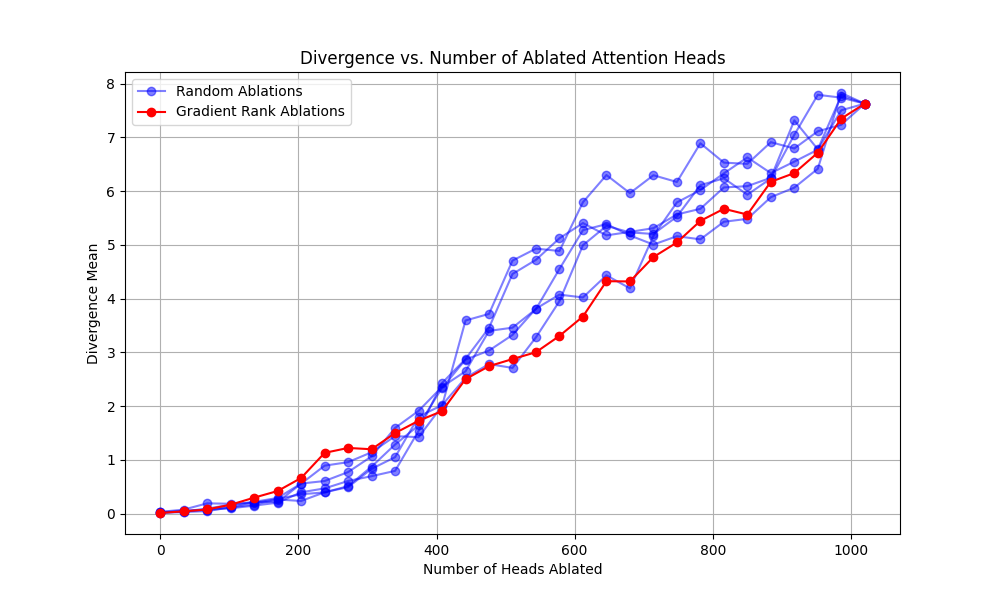 Divergence vs. Number of Ablated Attention Heads
Random Ablations
Gradient Rank Ablations
8
7
6
5
4
3
2
1
0
Divergence Mean
0 200 400 600 800 1000
Number of Heads Ablated